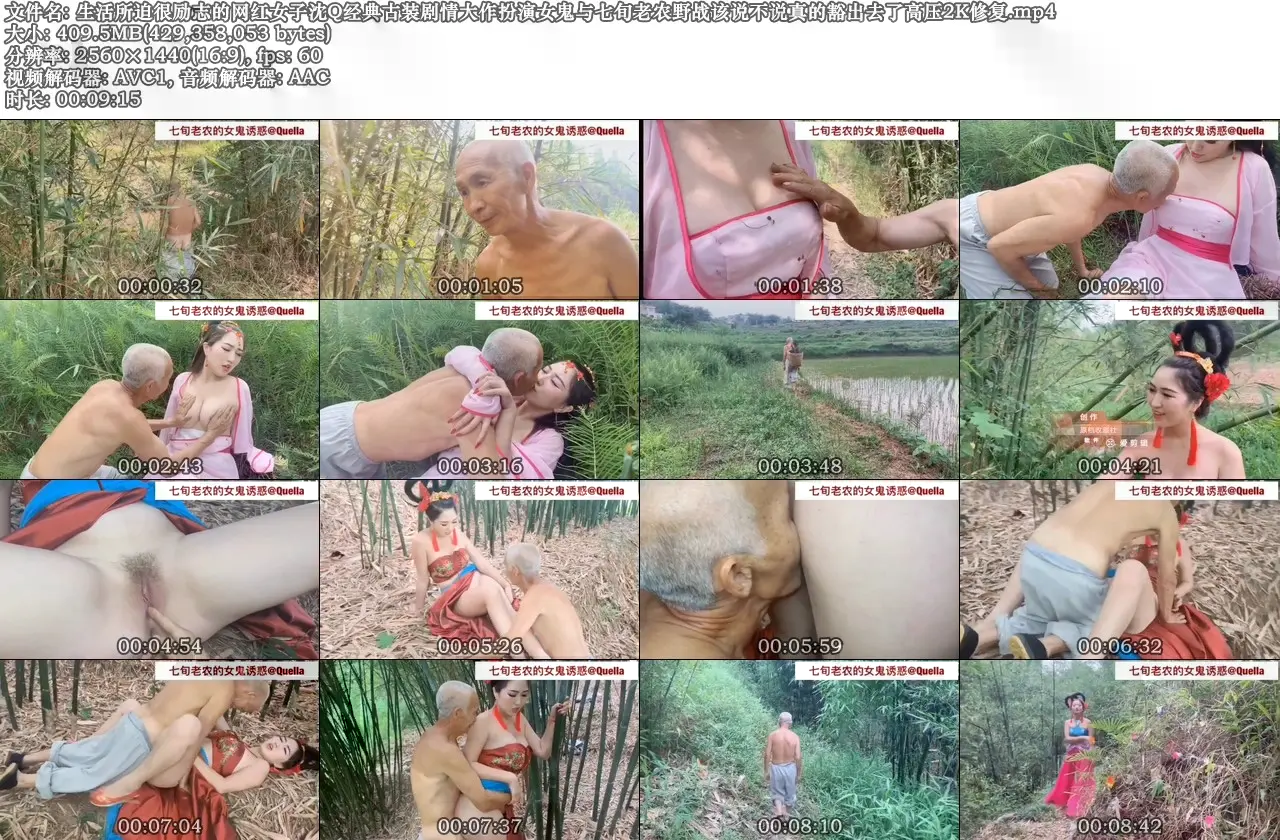 文件名: 生活所迫很励志的网红女子沈Q经典古装剧情大作扮演女鬼与七旬老农野战该说不说真的豁出去了高压2K修复.mp4
大小: 409.5MB(429,358,053 bytes)
分辨率: 2560×1440(16:9), fps: 60
视频解码器: AVC1, 音频解码器: AAC
时长: 00:09:15
七旬老农的女鬼诱惑@Quella
七旬老农的女鬼诱惑@Quella
七旬老农的女鬼诱惑@Quella
七旬老农的女鬼诱惑@Quella
00:00:32
00:01:05
00:01:38
00:02:10
七旬老农的女鬼诱惑@Quella
七旬老农的女鬼诱惑@Quella
七旬老农的女鬼诱惑@Quella
七旬老农的女鬼诱惑@Quella
创作
歌师
爱剪辑
00:02:43
00:03:16
00:03:48
00:04:21
七旬老农的女鬼诱惑@Quella
七旬老农的女鬼诱惑@Quella
七旬老农的女鬼诱惑@Quella
七旬老农的女鬼诱惑@Quella
00:04:54
00:05:26
00:05:59
00:06:32
七旬老农的女鬼诱惑@Quella
七旬老农的女鬼诱惑@Quella
七旬老农的女鬼诱惑@Quella
七旬老农的女鬼诱惑@Quella
00:07:04
00:07:37
00:08:10
00:08:42